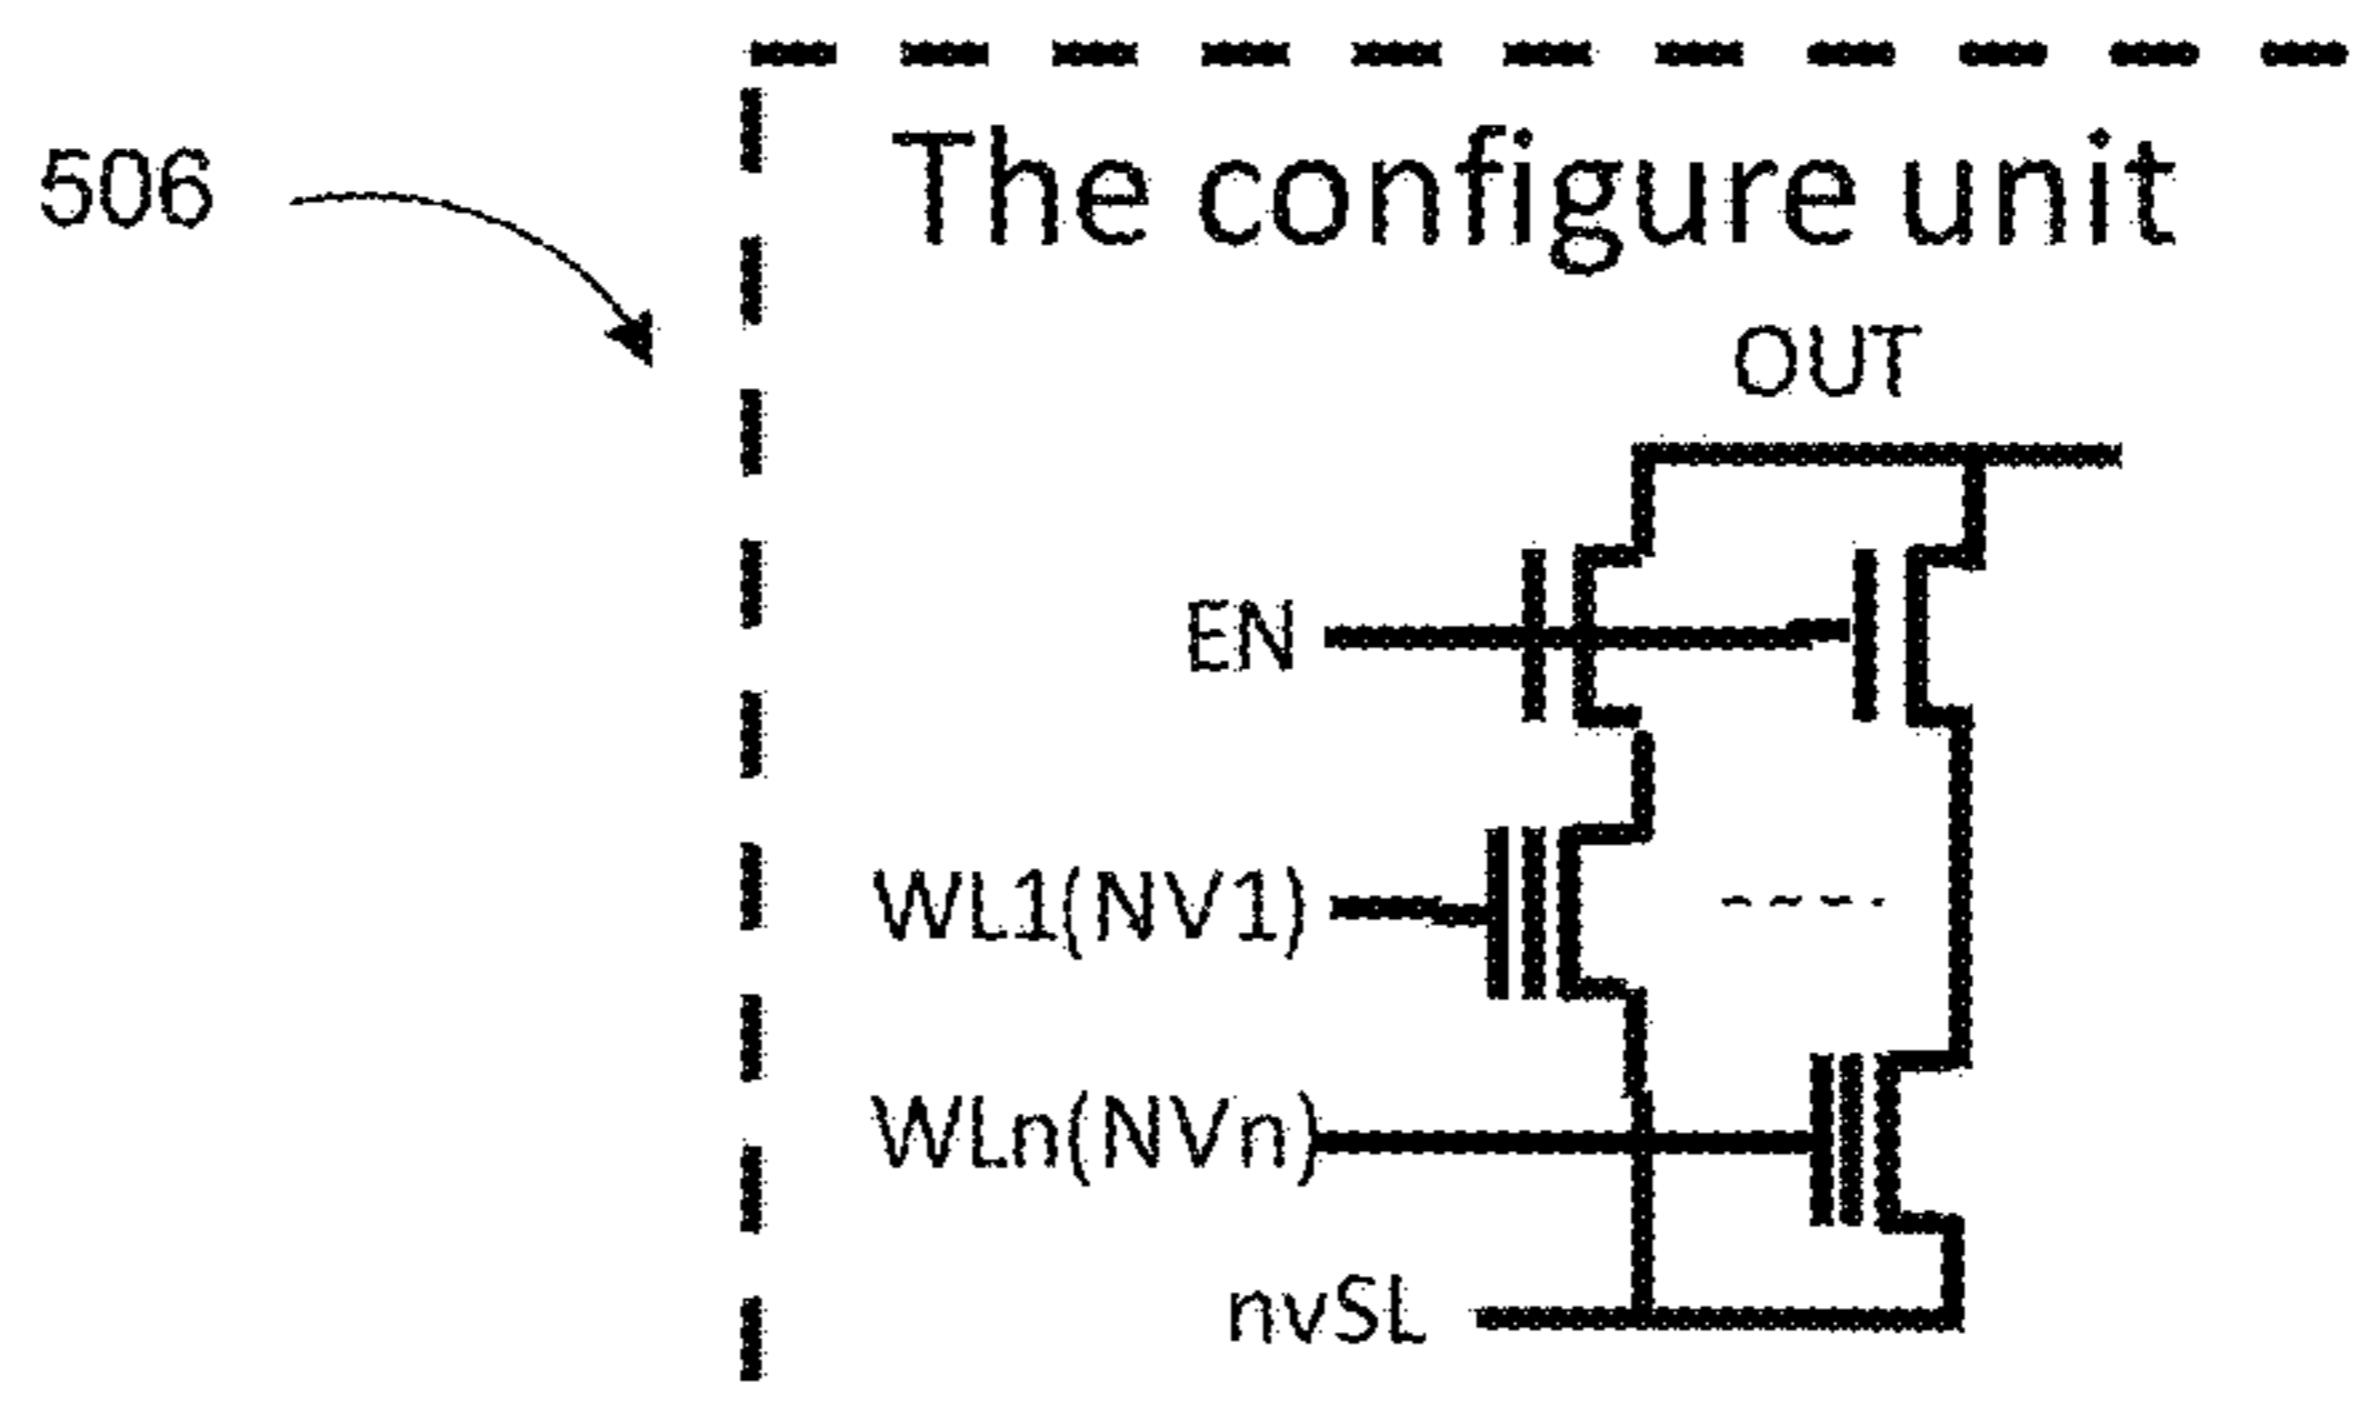 506
The configure unit
OUT
EN
WL1(NV1)
WLn(NVn)
nvSL